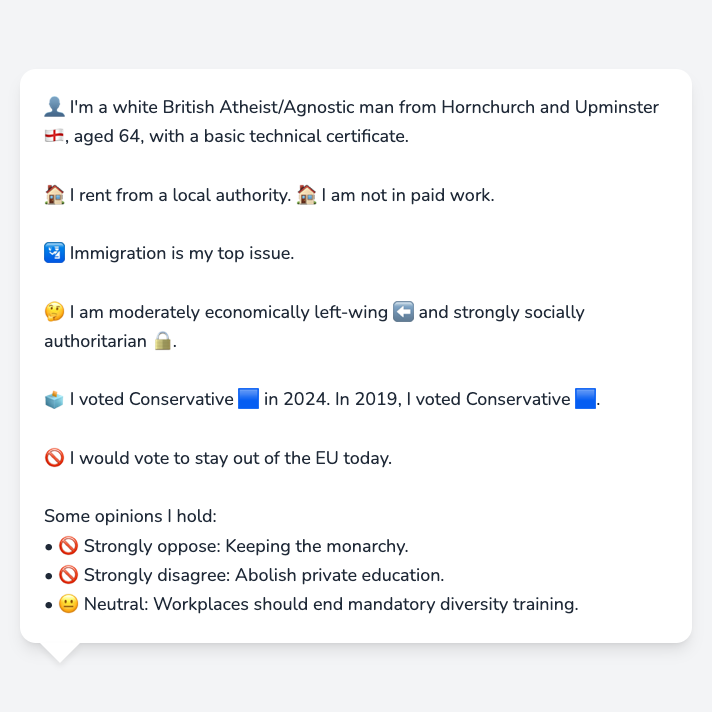 👤 I'm a white British Atheist/Agnostic man from Hornchurch and Upminster
🏴󠁧󠁢󠁥󠁮󠁧󠁿, aged 64, with a basic technical certificate.
🏠 I rent from a local authority. 🏠 I am not in paid work.
🛂 Immigration is my top issue.
🤔 I am moderately economically left-wing ⬅️ and strongly socially
authoritarian 🔒.
🗳️ I voted Conservative 🟦 in 2024. In 2019, I voted Conservative 🟦.
🚫 I would vote to stay out of the EU today.
Some opinions I hold:
• 🚫 Strongly oppose: Keeping the monarchy.
• 🚫 Strongly disagree: Abolish private education.
• 😐 Neutral: Workplaces should end mandatory diversity training.